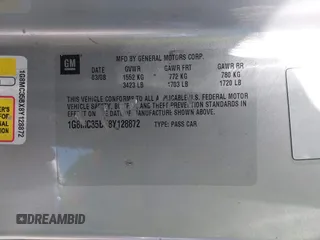 GM
MFD BY GENERAL MOTORS CORP.
DATE GVWR GAWR FRT GAWR RR
03/08 1552 KG 772 KG 780 KG
3423 LB 1703 LB 1720 LB
THIS VEHICLE CONFORMS TO ALL APPLICABLE U.S. FEDERAL MOTOR
VEHICLE SAFETY, AND THEFT PREVENTION STANDARDS IN
EFFECT ON THE DATE OF MANUFACTURE SHOWN ABOVE.
TYPE: PASS CAR
1G8MC35BX8Y128872
DREAMBID